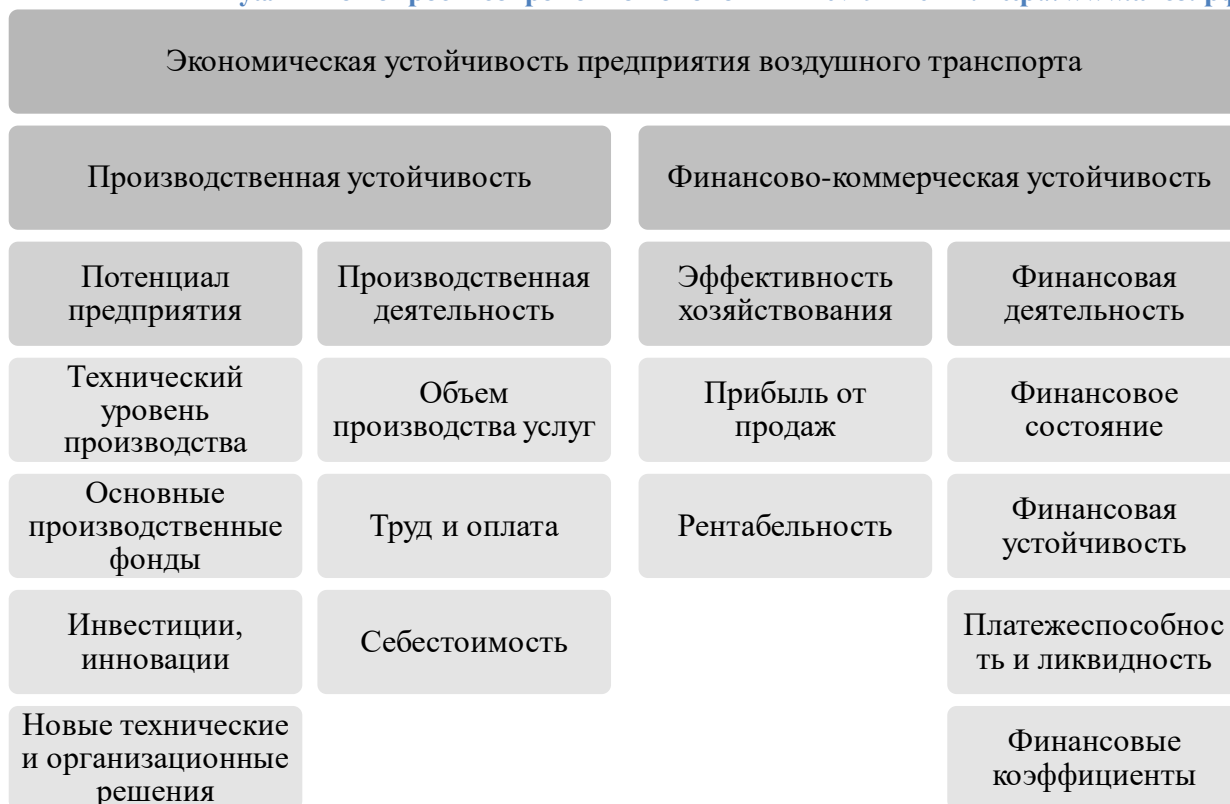 Экономическая устойчивость предприятия воздушного транспорта
Производственная устойчивость
Финансово-коммерческая устойчивость
Потенциал
предприятия
Производственная
деятельность
Эффективность
хозяйствования
Финансовая
деятельность
Технический
уровень
производства
Объем
производства услуг
Прибыль от
продаж
Финансовое
состояние
Основные
производственные
фонды
Труд и оплата
Рентабельность
Финансовая
устойчивость
Инвестиции,
инновации
Себестоимость
Платежеспособнос
ть и ликвидность
Новые технические
и организационные
решения
Финансовые
коэффициенты